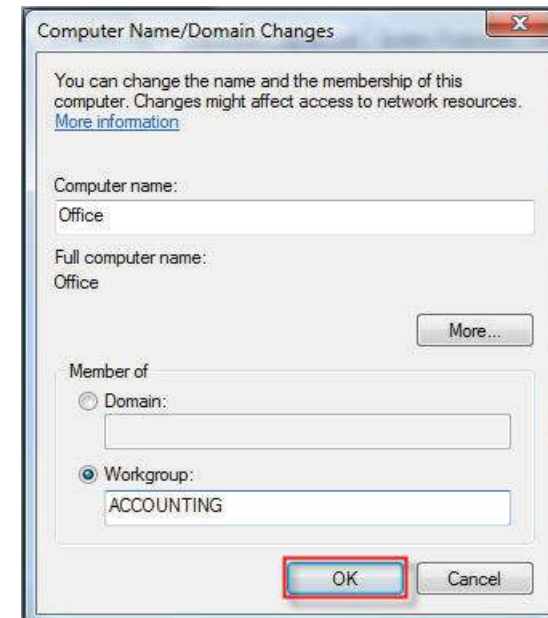 Computer Name/Domain Changes
You can change the name and the membership of this
computer. Changes might affect access to network resources.
More information
Computer name:
Office
Full computer name:
Office
More...
Member of
Domain:
Workgroup:
ACCOUNTING
OK Cancel